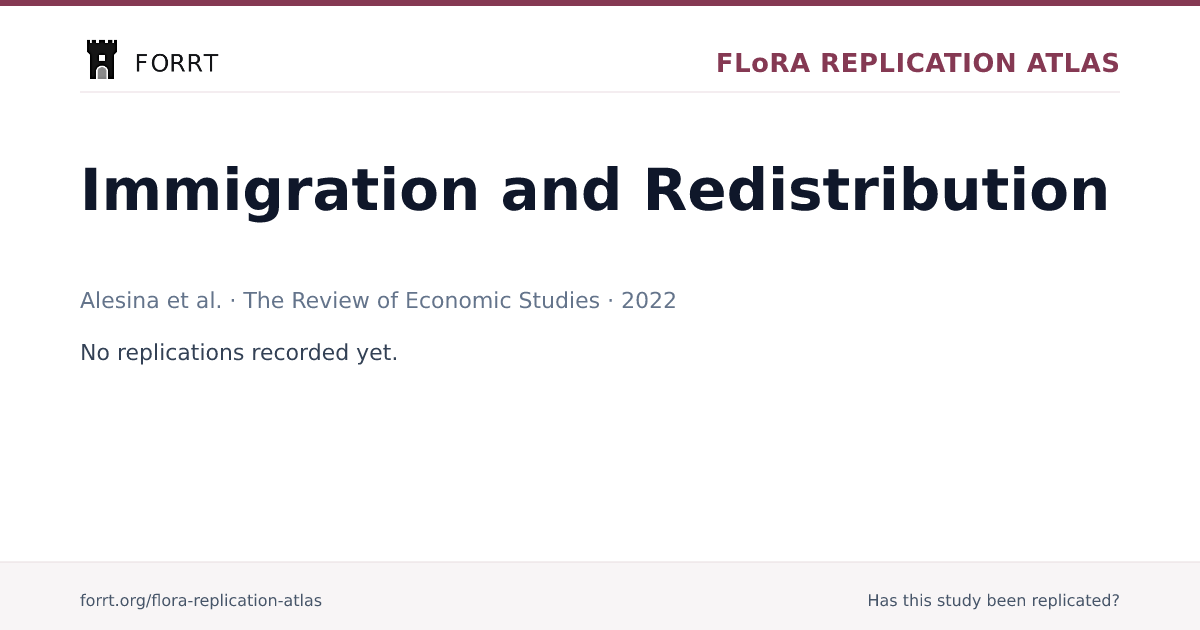 FORRT
FLoRA REPLICATION ATLAS
Immigration and Redistribution
Alesina et al. · The Review of Economic Studies · 2022
No replications recorded yet.
forrt.org/flora-replication-atlas
Has this study been replicated?